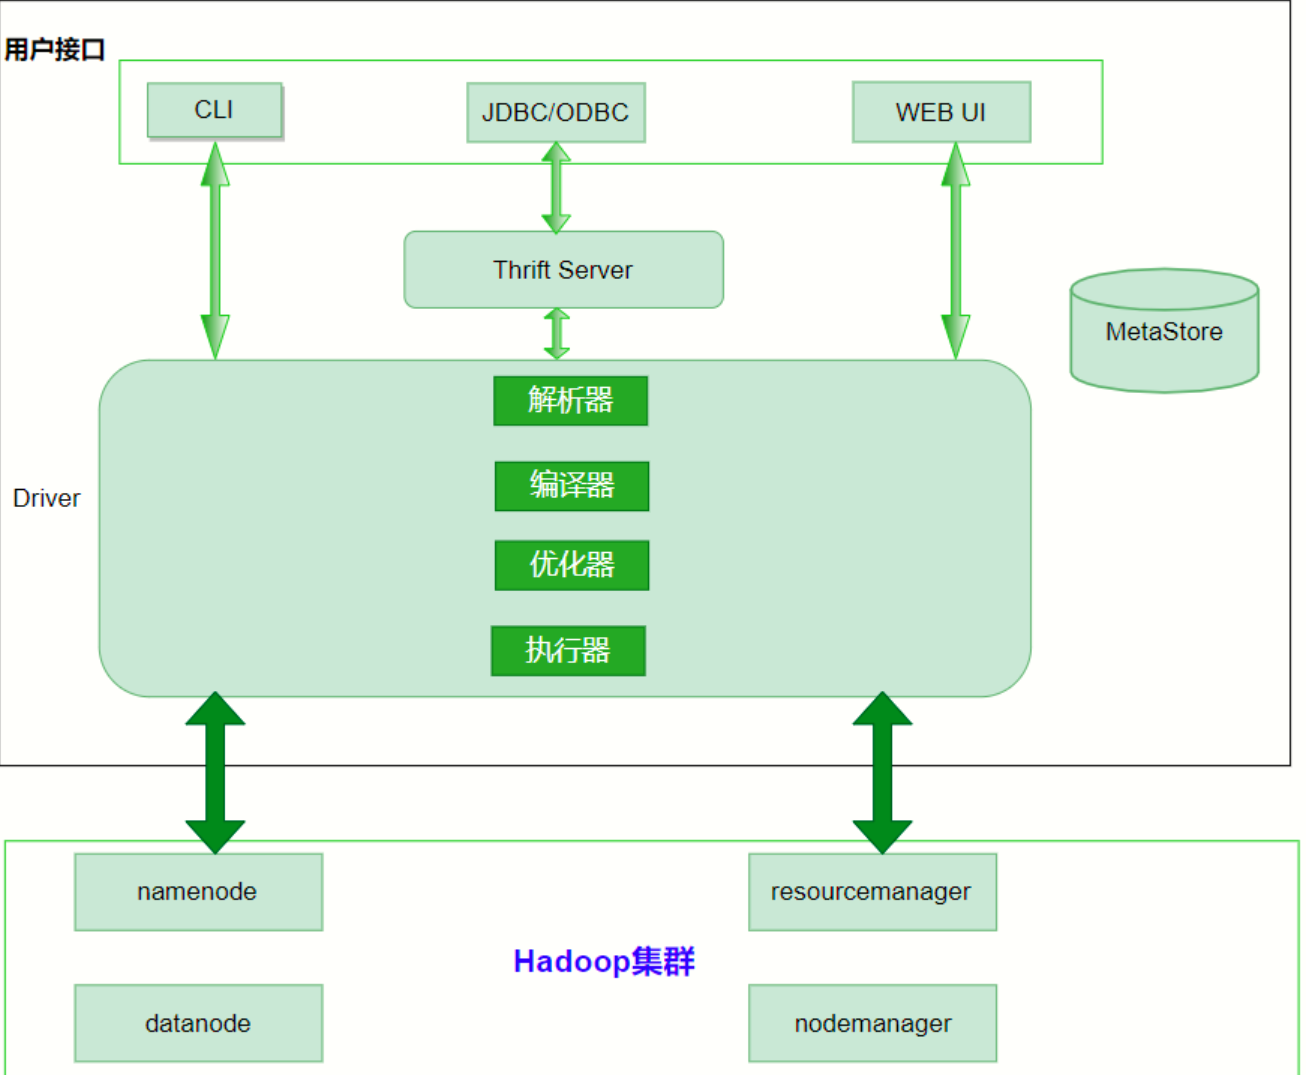 用户接口
CLI
JDBC/ODBC
WEB UI
Thrift Server
MetaStore
解析器
编译器
Driver
优化器
执行器
namenode
resourcemanager
Hadoop集群
datanode
nodemanager